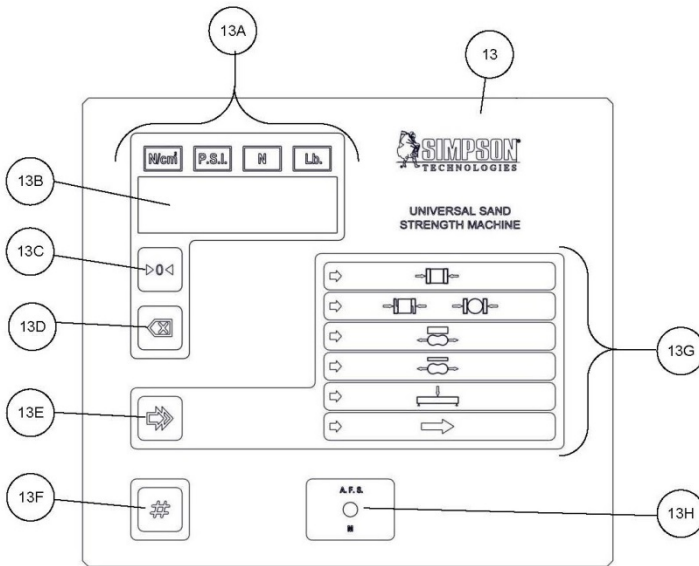 13A
13
N/cm²
P.S.I.
N
Lb.
SIMPSON
TECHNOLOGIES
13B
UNIVERSAL SAND
STRENGTH MACHINE
13C
▷0◁
13D
13G
13E
13F
#
A.F.S.
M
13H